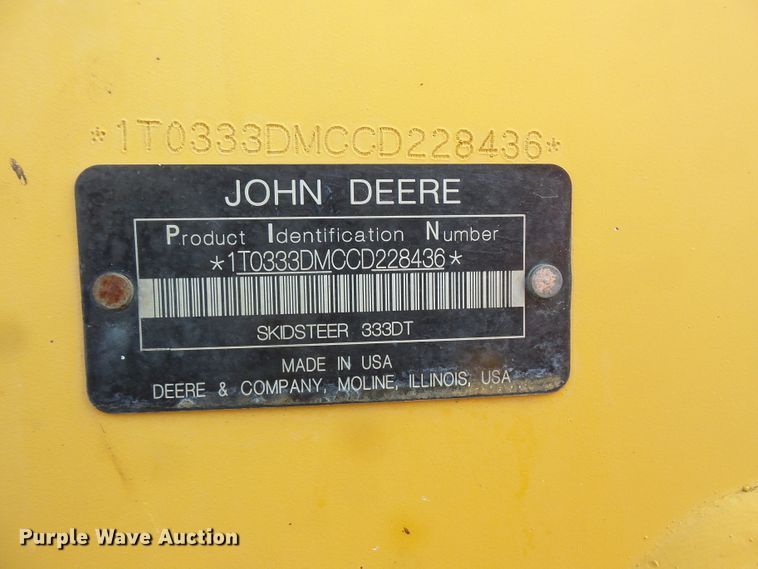 *1T0333DMCCD228436*
JOHN DEERE
Product Identification Number
*1T0333DMCCD228436*
SKIDSTEER 333DT
MADE IN USA
DEERE & COMPANY, MOLINE, ILLINOIS, USA
Purple Wave Auction